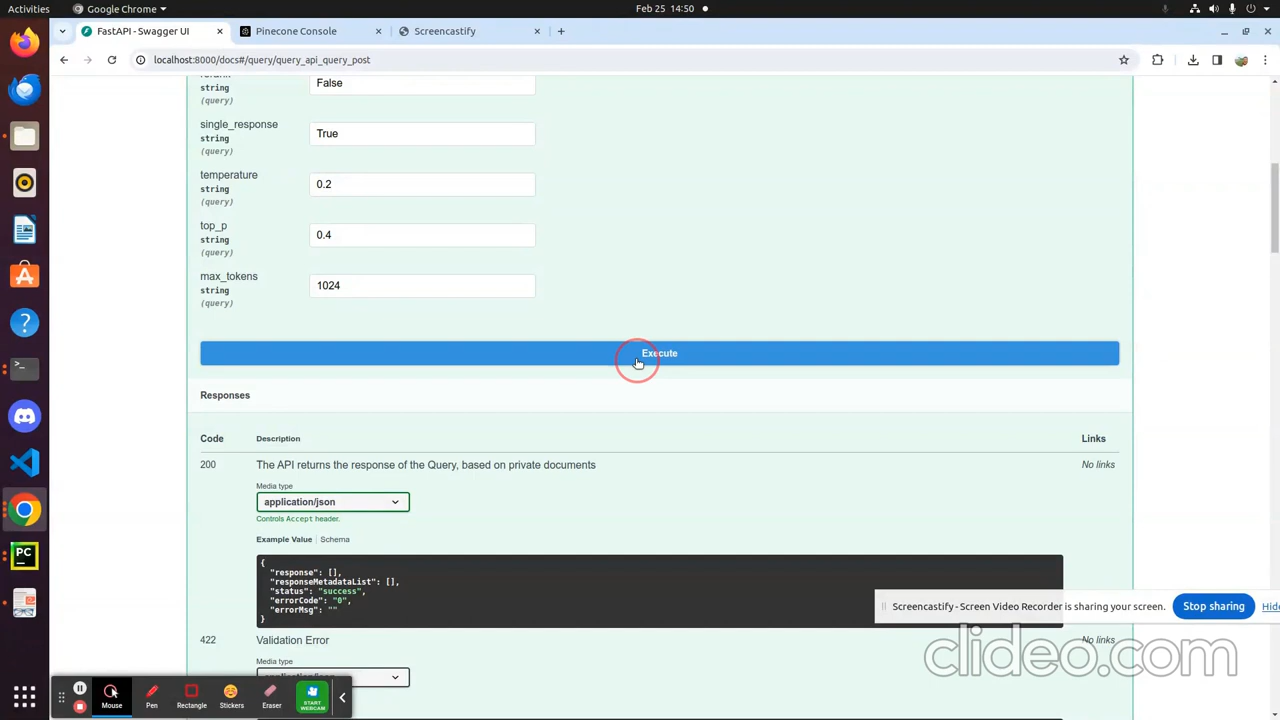 Activities
Google Chrome
Feb 25 14:50
FastAPI - Swagger UI
Pinecone Console
Screencastify
localhost:8000/docs#/query/query_api_query_post
string
False
(query)
single_response
string
True
(query)
temperature
string
0.2
(query)
top_p
string
0.4
(query)
max_tokens
string
1024
(query)
Execute
Responses
Code Description Links
200 The API returns the response of the Query, based on private documents No links
Media type
application/json
Controls Accept header.
Example Value Schema
{
"response": [],
"responseMetadataList": [],
"status": "success",
"errorCode": "0",
"errorMsg": ""
}
422 Validation Error No links
Media type
Screencastify - Screen Video Recorder is sharing your screen. Stop sharing Hide
clideo.com
Mouse Pen Rectangle Stickers Eraser START WEBCAM